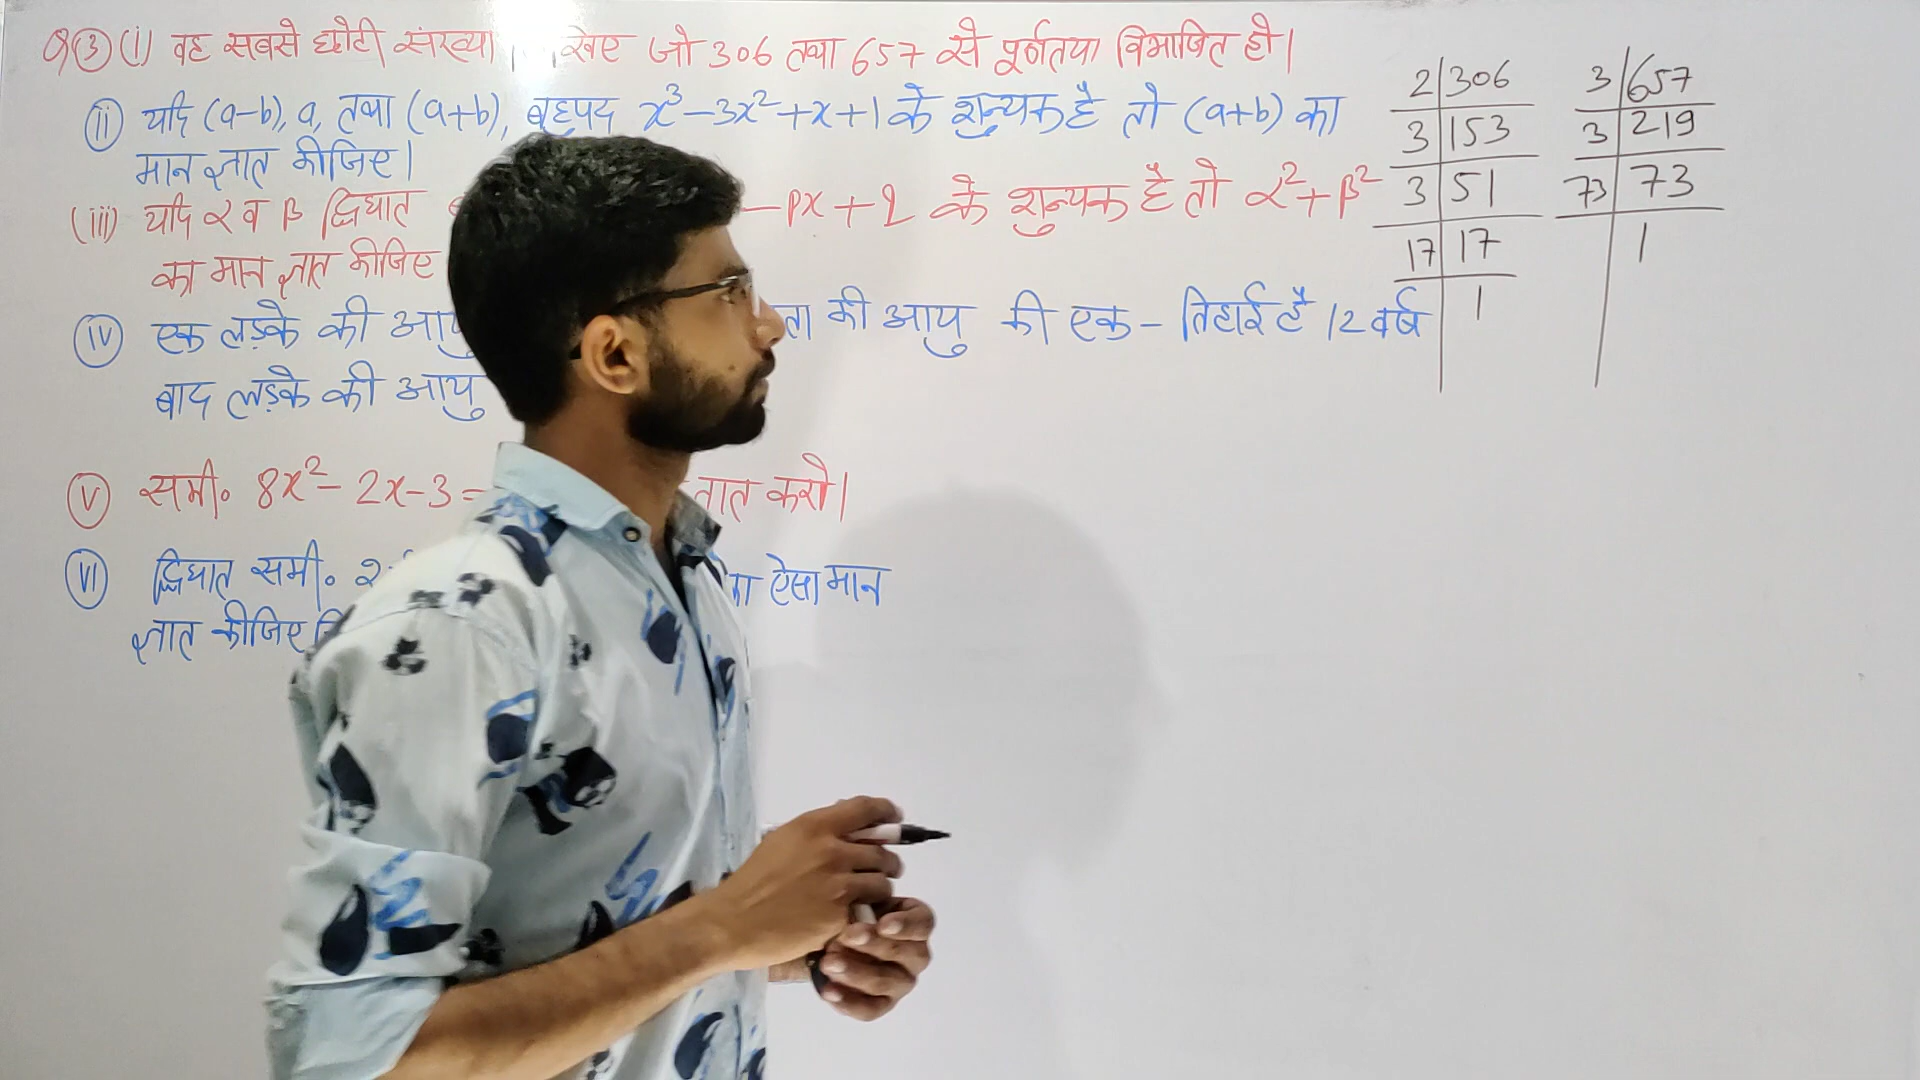 Q③ (i) वह सबसे छोटी संख्या जो 306 तथा 657 से पूर्णतया विभाजित हो।
(ii) यदि (a-b), a, तथा (a+b), बहुपद x³-3x²+x+1 के शून्यक है तो (a+b) का
मान ज्ञात कीजिए।
(iii) यदि α व β द्विघात -px+q के शून्यक है तो α²+β²
का मान ज्ञात कीजिए
(iv) एक लड़के की आयु की आयु की एक-तिहाई है 12 वर्ष
बाद लड़के की आयु
(v) समी० 8x²-2x-3= ज्ञात करो।
(vi) द्विघात समी० 2 ऐसा मान
ज्ञात कीजिए
2 306
3 153
3 51
17 17
1
3 657
3 219
73 73
1